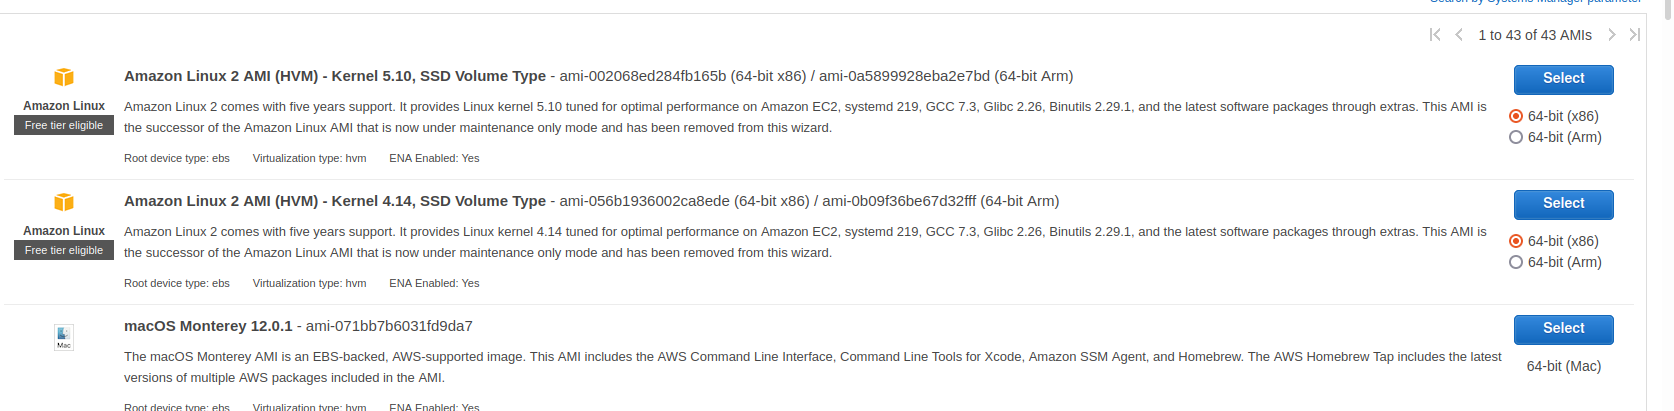 Search by Systems Manager parameter
1 to 43 of 43 AMIs
Amazon Linux 2 AMI (HVM) - Kernel 5.10, SSD Volume Type - ami-002068ed284fb165b (64-bit x86) / ami-0a5899928eba2e7bd (64-bit Arm)
Select
Amazon Linux
Free tier eligible
Amazon Linux 2 comes with five years support. It provides Linux kernel 5.10 tuned for optimal performance on Amazon EC2, systemd 219, GCC 7.3, Glibc 2.26, Binutils 2.29.1, and the latest software packages through extras. This AMI is
the successor of the Amazon Linux AMI that is now under maintenance only mode and has been removed from this wizard.
64-bit (x86)
64-bit (Arm)
Root device type: ebs Virtualization type: hvm ENA Enabled: Yes
Amazon Linux 2 AMI (HVM) - Kernel 4.14, SSD Volume Type - ami-056b1936002ca8ede (64-bit x86) / ami-0b09f36be67d32fff (64-bit Arm)
Select
Amazon Linux
Free tier eligible
Amazon Linux 2 comes with five years support. It provides Linux kernel 4.14 tuned for optimal performance on Amazon EC2, systemd 219, GCC 7.3, Glibc 2.26, Binutils 2.29.1, and the latest software packages through extras. This AMI is
the successor of the Amazon Linux AMI that is now under maintenance only mode and has been removed from this wizard.
64-bit (x86)
64-bit (Arm)
Root device type: ebs Virtualization type: hvm ENA Enabled: Yes
Mac
macOS Monterey 12.0.1 - ami-071bb7b6031fd9da7
Select
The macOS Monterey AMI is an EBS-backed, AWS-supported image. This AMI includes the AWS Command Line Interface, Command Line Tools for Xcode, Amazon SSM Agent, and Homebrew. The AWS Homebrew Tap includes the latest
versions of multiple AWS packages included in the AMI.
64-bit (Mac)
Root device type: ebs Virtualization type: hvm ENA Enabled: Yes